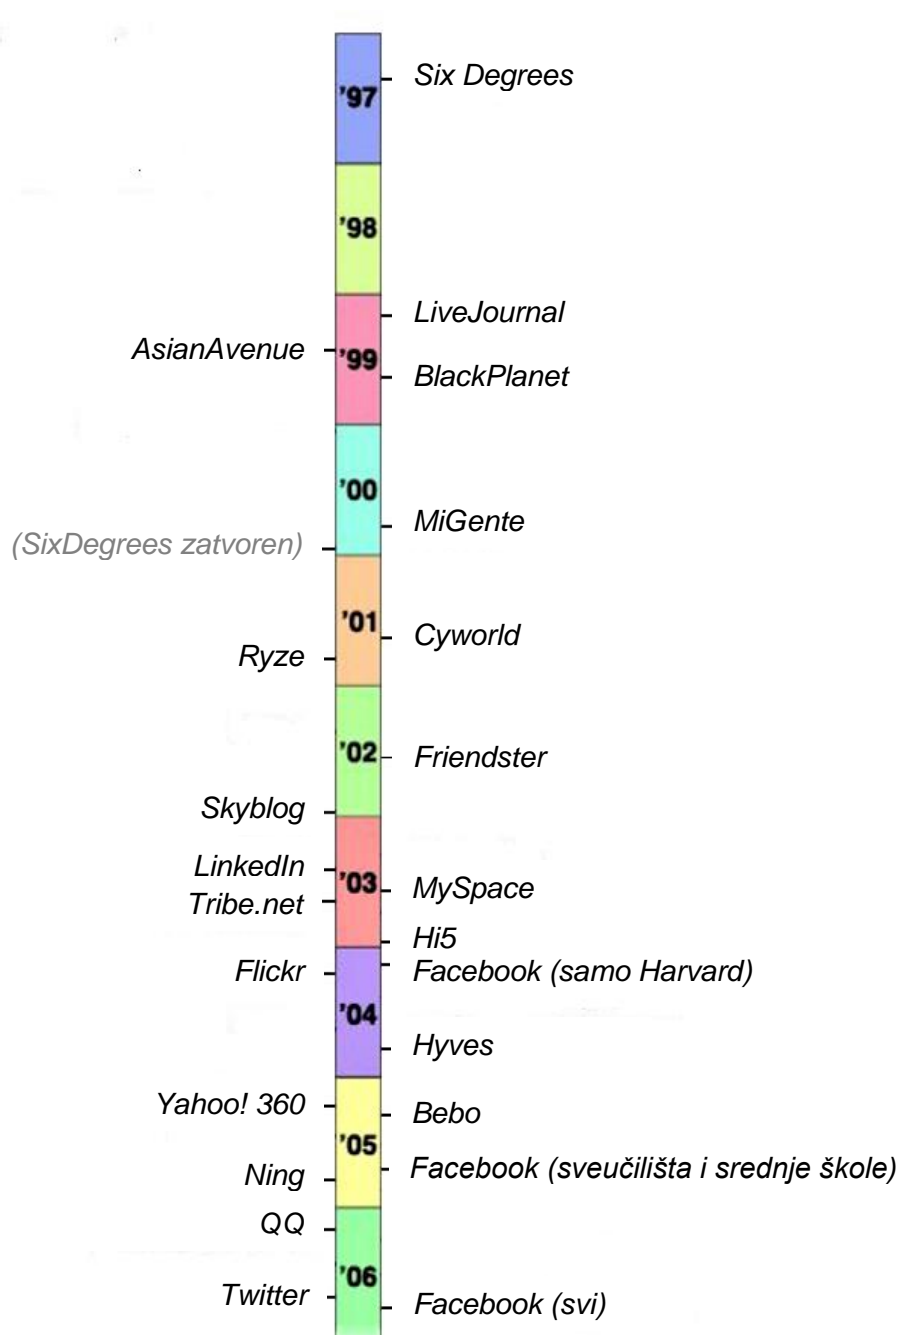 Six Degrees
'97
'98
LiveJournal
AsianAvenue
'99
BlackPlanet
'00
MiGente
(SixDegrees zatvoren)
'01
Cyworld
Ryze
'02
Friendster
Skyblog
LinkedIn
'03
MySpace
Tribe.net
Hi5
Flickr
Facebook (samo Harvard)
'04
Hyves
Yahoo! 360
Bebo
'05
Facebook (sveučilišta i srednje škole)
Ning
QQ
'06
Twitter
Facebook (svi)